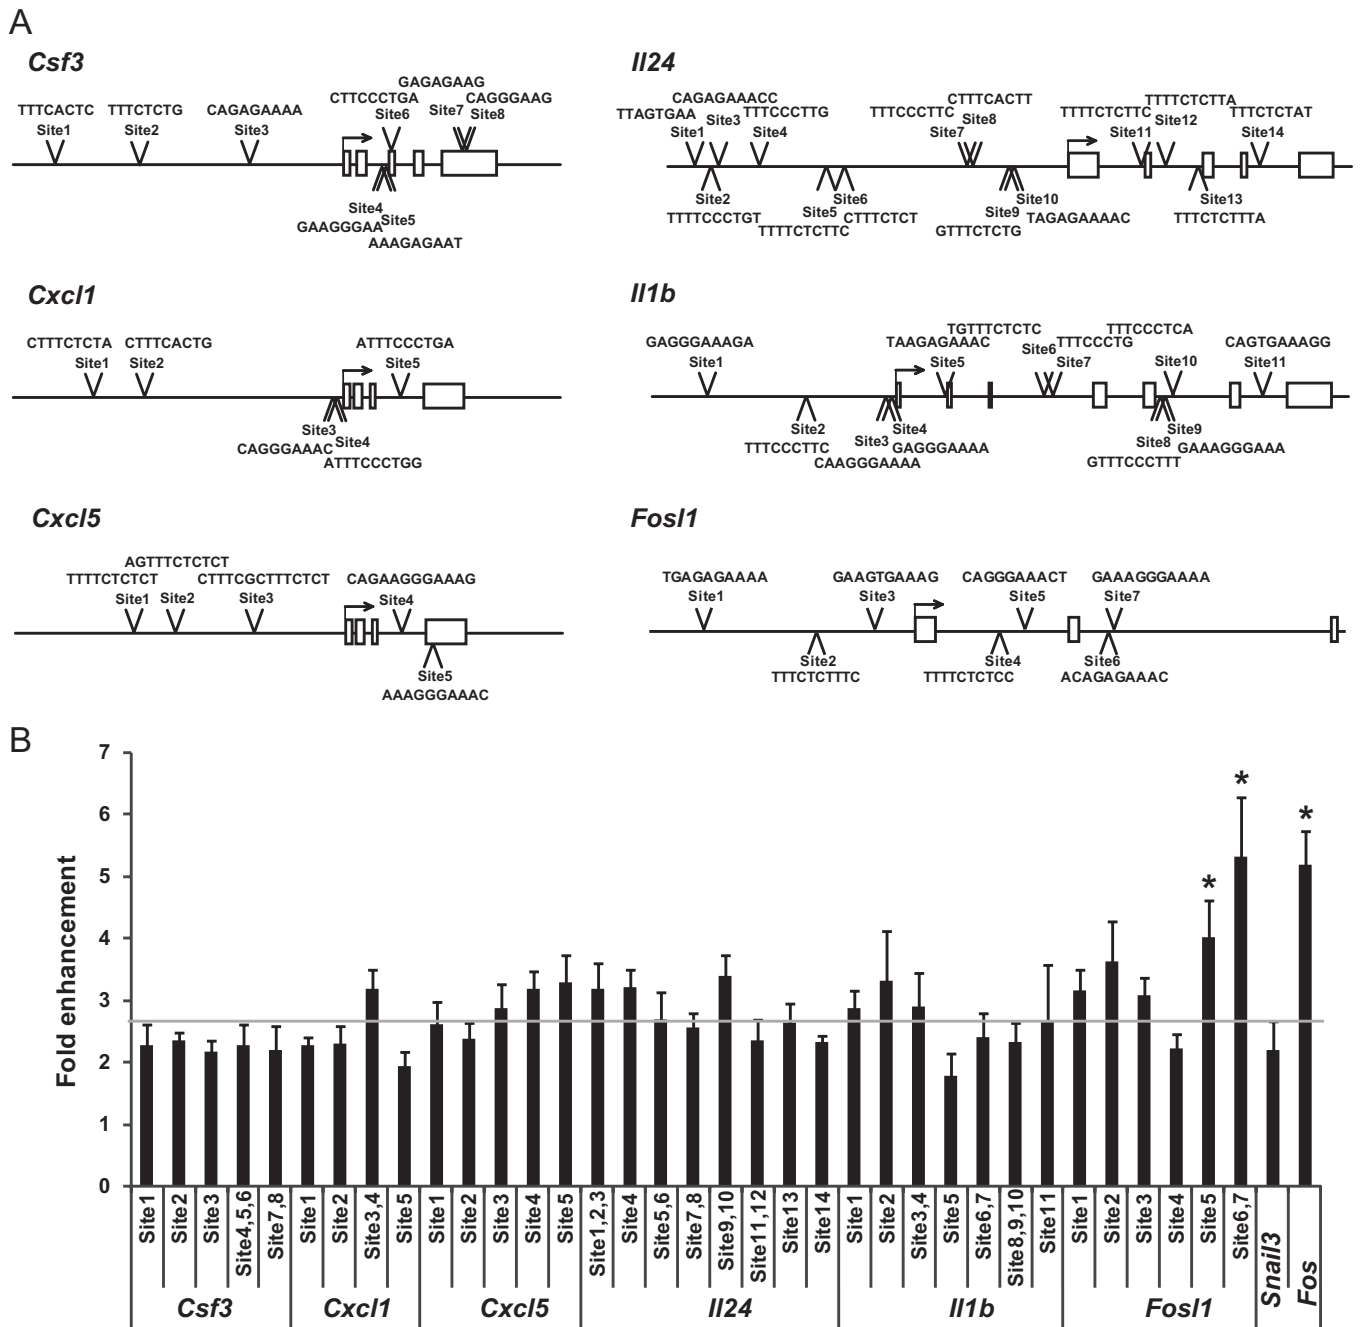 A
Csf3
GAGAGAAG
CTTCCCTGA
CAGGGAAG
TTTCACTC
TTTCTCTG
CAGAGAAAA
Site6
Site7
Site8
Site1
Site2
Site3
Site4
Site5
GAAGGGAA
AAAGAGAAT
Il24
CAGAGAAACC
CTTTCACTT
TTTTCTCTTA
TTAGTGAA
TTTCCCTTG
TTTCCCTTC
TTTTCTCTTC
TTTCTCTAT
Site1
Site3
Site4
Site7
Site8
Site11
Site12
Site14
Site2
Site5
Site6
Site9
Site10
Site13
TTTTCCCTGT
TTTTCTCTTC
CTTTCTCT
GTTTCTCTG
TAGAGAAAAC
TTTCTCTTTA
Cxcl1
CTTTCTCTA
CTTTCACTG
ATTTCCCTGA
Site1
Site2
Site5
Site3
Site4
CAGGGAAAC
ATTTCCCTGG
Il1b
TGTTTCTCTC
TTTCCCTCA
GAGGGAAAGA
TAAGAGAAAC
TTTCCCTG
CAGTGAAAGG
Site1
Site5
Site6
Site7
Site10
Site11
Site2
Site3
Site4
Site8
Site9
TTTCCCTTC
CAAGGGAAAA
GAGGGAAAA
GTTTCCCTTT
GAAAGGGAAA
Cxcl5
AGTTTCTCTCT
TTTTCTCTCT
CTTTCGCTTTCTCT
CAGAAGGGAAAG
Site1
Site2
Site3
Site4
Site5
AAAGGGAAAC
Fosl1
TGAGAGAAAA
GAAGTGAAAG
CAGGGAAACT
GAAAGGGAAAA
Site1
Site3
Site5
Site7
Site2
Site4
Site6
TTTCTCTTTC
TTTTCTCTCC
ACAGAGAAAC
B
Fold enhancement
7
6
5
4
3
2
1
0
*
*
*
Site1
Site2
Site3
Site4,5,6
Site7,8
Site1
Site2
Site3,4
Site5
Site1
Site2
Site3
Site4
Site5
Site1,2,3
Site4
Site5,6
Site7,8
Site9,10
Site11,12
Site13
Site14
Site1
Site2
Site3,4
Site5
Site6,7
Site8,9,10
Site11
Site1
Site2
Site3
Site4
Site5
Site6,7
Snail3
Fos
Csf3
Cxcl1
Cxcl5
Il24
Il1b
Fosl1